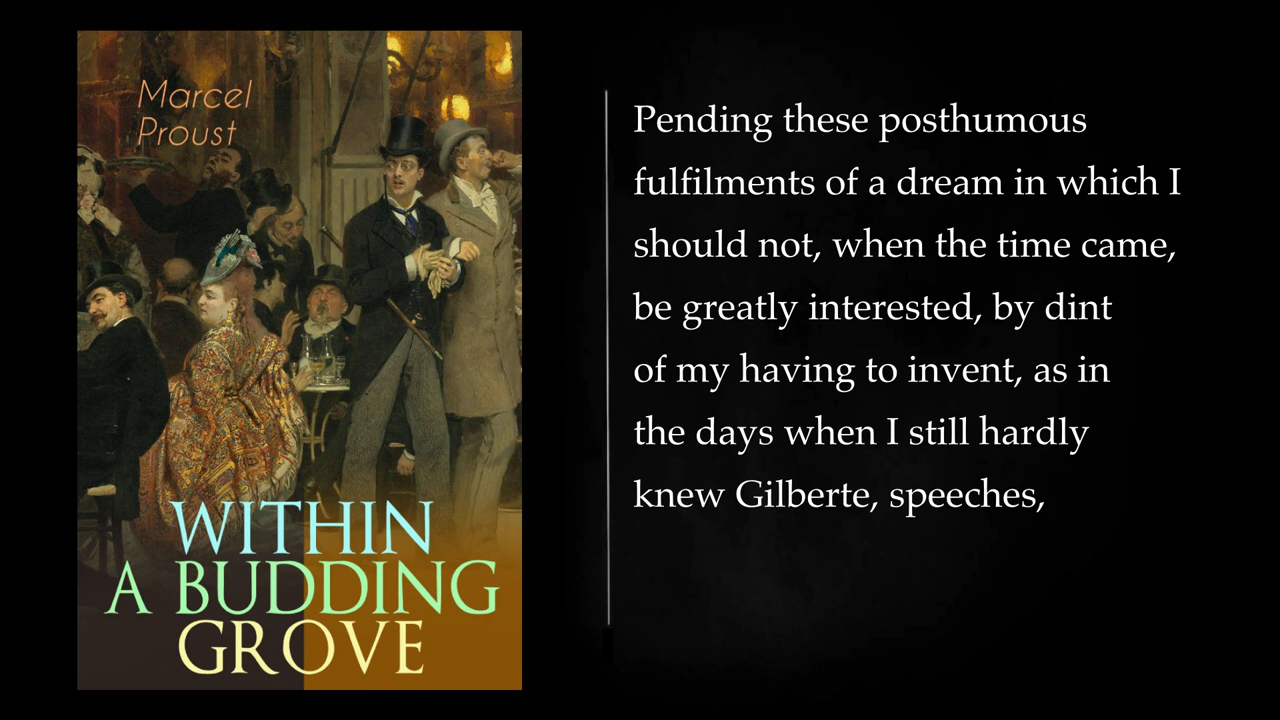 Marcel
Proust
WITHIN
A BUDDING
GROVE
Pending these posthumous
fulfilments of a dream in which I
should not, when the time came,
be greatly interested, by dint
of my having to invent, as in
the days when I still hardly
knew Gilberte, speeches,